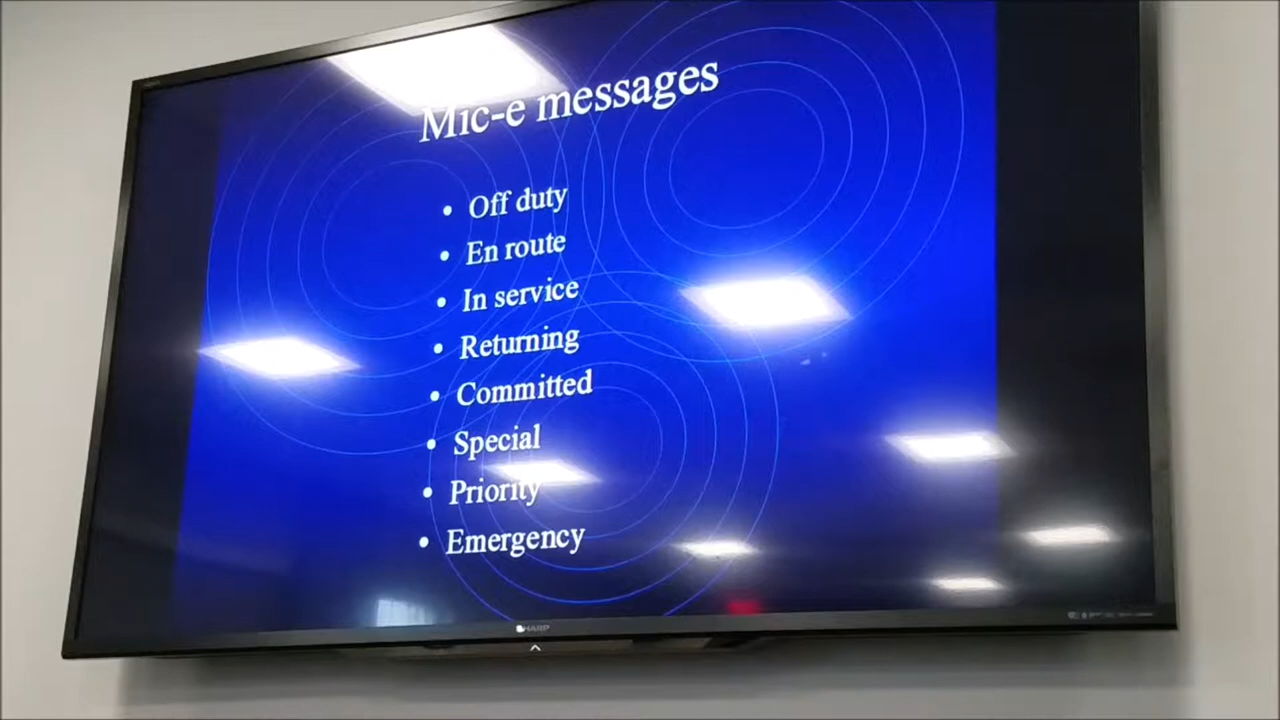 Mic-e messages
• Off duty
• En route
• In service
• Returning
• Committed
• Special
• Priority
• Emergency
SHARP